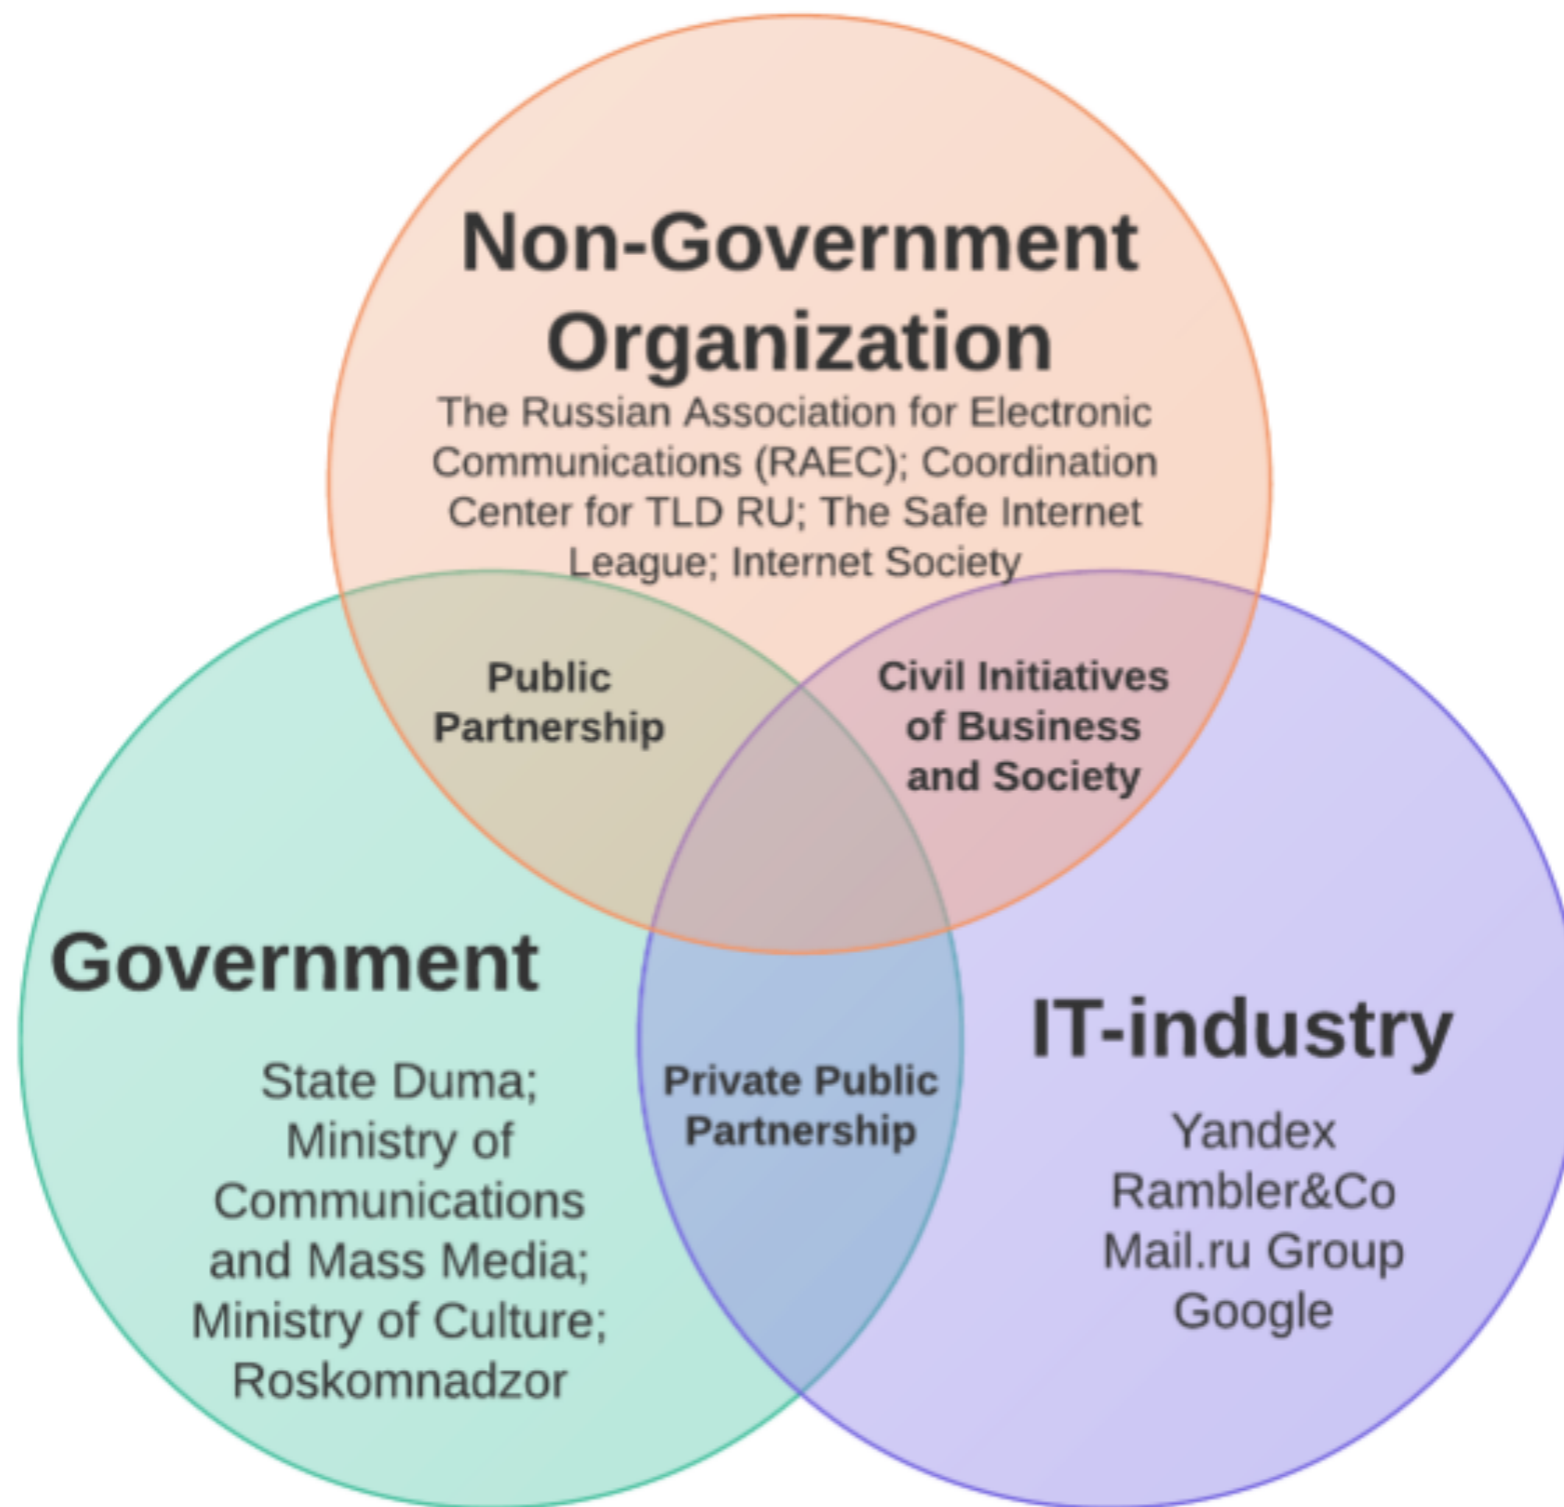 Non-Government
Organization
The Russian Association for Electronic
Communications (RAEC); Coordination
Center for TLD RU; The Safe Internet
League; Internet Society
Public
Partnership
Civil Initiatives
of Business
and Society
Government
State Duma;
Ministry of
Communications
and Mass Media;
Ministry of Culture;
Roskomnadzor
Private Public
Partnership
IT-industry
Yandex
Rambler&Co
Mail.ru Group
Google